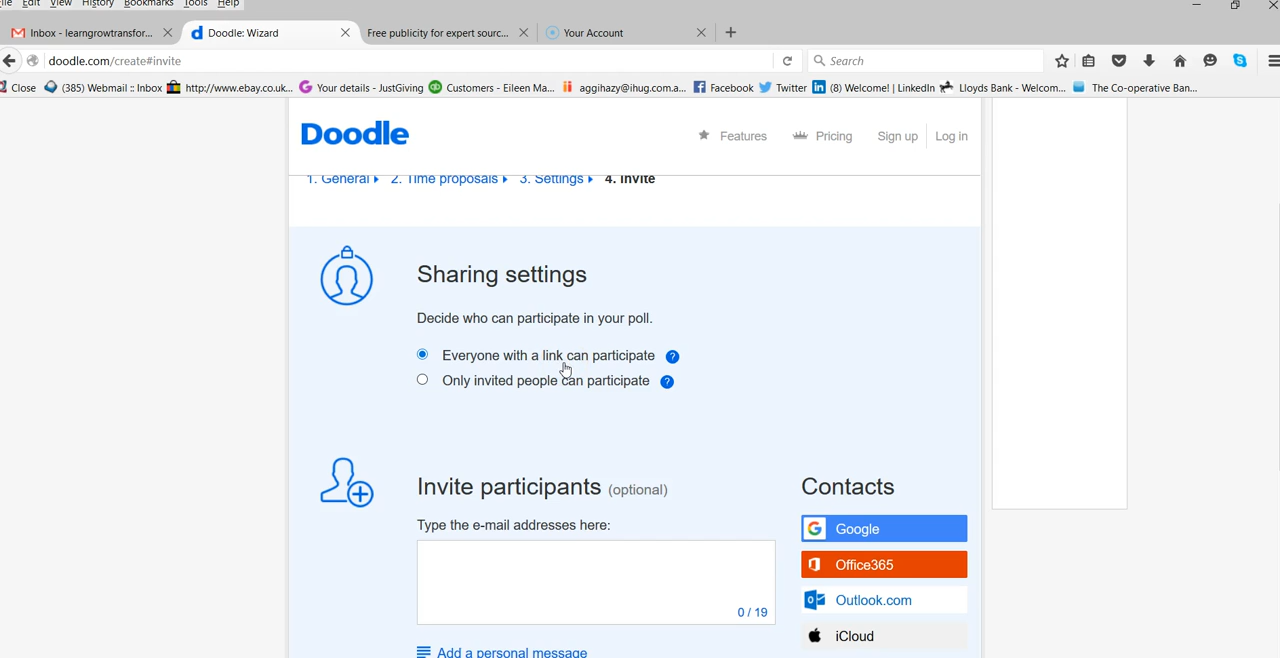 File Edit View History Bookmarks Tools Help
Inbox - learngrowtransfor... Doodle: Wizard Free publicity for expert sourc... Your Account
doodle.com/create#invite Search
Close (385) Webmail :: Inbox http://www.ebay.co.uk... Your details - JustGiving Customers - Eileen Ma... aggihazy@ihug.com.a... Facebook Twitter (8) Welcome! | LinkedIn Lloyds Bank - Welcom... The Co-operative Ban...
Doodle Features Pricing Sign up Log in
1. General 2. Time proposals 3. Settings 4. Invite
Sharing settings
Decide who can participate in your poll.
Everyone with a link can participate ?
Only invited people can participate ?
Invite participants (optional)
Type the e-mail addresses here:
0 / 19
Add a personal message
Contacts
Google
Office365
Outlook.com
iCloud